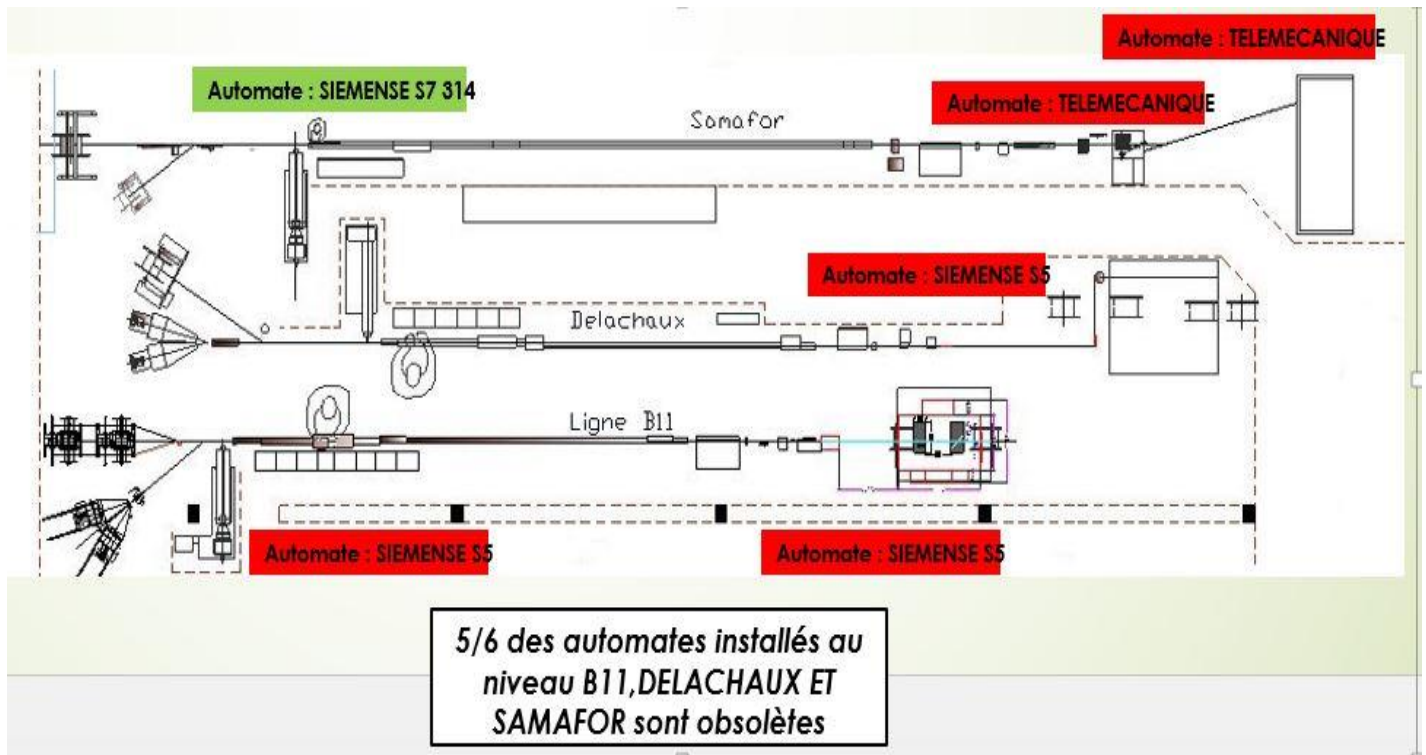 Automate : TELEMECANIQUE
Automate : SIEMENSE S7 314
Automate : TELEMECANIQUE
Samafor
Automate : SIEMENSE S5
Delachaux
Ligne B11
Automate : SIEMENSE S5
Automate : SIEMENSE S5
5/6 des automates installés au
niveau B11,DELACHAUX ET
SAMAFOR sont obsolètes